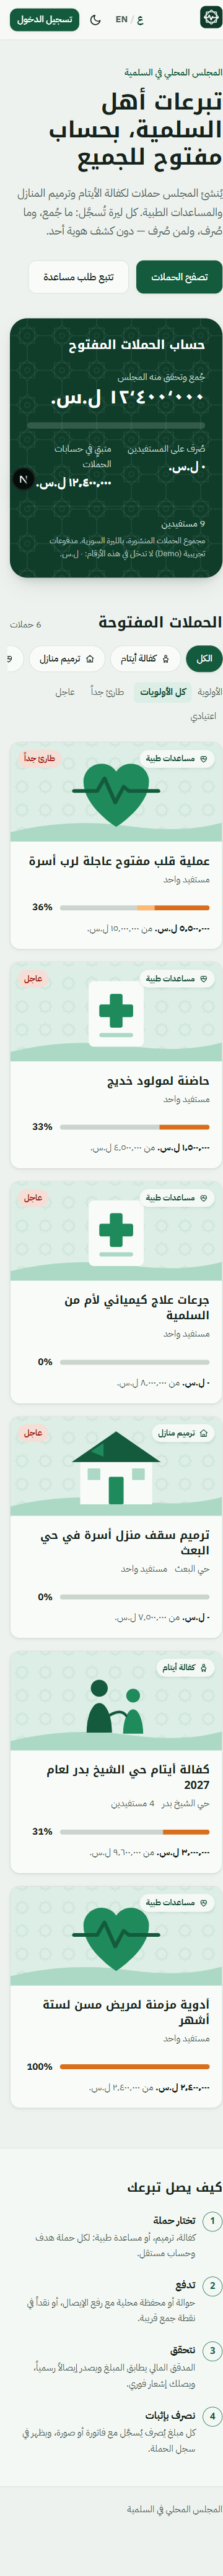 تسجيل الدخول
EN / ع
المجلس المحلي في السلمية
تبرعات أهل
السلمية، بحساب
مفتوح للجميع
يُنشئ المجلس حملات لكفالة الأيتام وترميم المنازل
والمساعدات الطبية. كل ليرة تُسجَّل: ما جُمع، وما
صُرف، ولمن صُرف — دون كشف هوية أحد.
تصفح الحملات
تتبع طلب مساعدة
حساب الحملات المفتوح
جُمع وتحقق منه المجلس
١٢٬٤٠٠٬٠٠٠ ل.س.
صُرف على المستفيدين
٠ ل.س.
متبقٍ في حسابات
الحملات
١٢,٤٠٠,٠٠٠ ل.س.
N
9 مستفيدين
مجموع الحملات المنشورة، بالليرة السورية. مدفوعات
تجريبية (Demo) لا تدخل في هذه الأرقام: ٠ ل.س.
الحملات المفتوحة
6 حملات
الكل
كفالة أيتام
ترميم منازل
الأولوية
كل الأولويات
طارئ جداً
عاجل
اعتيادي
مساعدات طبية
طارئ جداً
عملية قلب مفتوح عاجلة لرب أسرة
مستفيد واحد
36%
٥,٥٠٠,٠٠٠ ل.س. من ١٥,٠٠٠,٠٠٠ ل.س.
مساعدات طبية
عاجل
حاضنة لمولود خديج
مستفيد واحد
33%
١,٥٠٠,٠٠٠ ل.س. من ٤,٥٠٠,٠٠٠ ل.س.
مساعدات طبية
عاجل
جرعات علاج كيميائي لأم من
السلمية
مستفيد واحد
0%
٠ ل.س. من ٨,٠٠٠,٠٠٠ ل.س.
ترميم منازل
عاجل
ترميم سقف منزل أسرة في حي
البعث
حي البعث مستفيد واحد
0%
٠ ل.س. من ٧,٥٠٠,٠٠٠ ل.س.
كفالة أيتام
كفالة أيتام حي الشيخ بدر لعام
2027
حي الشيخ بدر 4 مستفيدين
31%
٣,٠٠٠,٠٠٠ ل.س. من ٩,٦٠٠,٠٠٠ ل.س.
مساعدات طبية
أدوية مزمنة لمريض مسن لستة
أشهر
مستفيد واحد
100%
٢,٤٠٠,٠٠٠ ل.س. من ٢,٤٠٠,٠٠٠ ل.س.
كيف يصل تبرعك
1 تختار حملة
كفالة، ترميم، أو مساعدة طبية: لكل حملة هدف
وحساب مستقل.
2 تدفع
حوالة أو محفظة محلية مع رفع الإيصال، أو نقداً في
نقطة جمع قريبة.
3 نتحقق
المدقق المالي يطابق المبلغ ويصدر إيصالاً رسمياً،
ويصلك إشعار فوري.
4 نصرف بإثبات
كل مبلغ يُصرف يُسجَّل مع فاتورة أو صورة، ويظهر في
سجل الحملة.
المجلس المحلي في السلمية